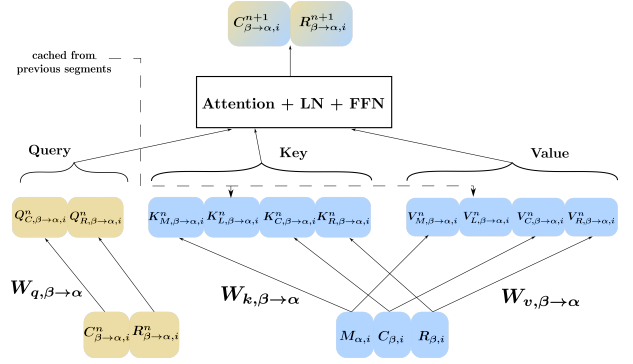 C^{n+1}_{β→α,i} R^{n+1}_{β→α,i}
cached from
previous segments
Attention + LN + FFN
Query Key Value
Q^n_{C,β→α,i} Q^n_{R,β→α,i} K^n_{M,β→α,i} K^n_{L,β→α,i} K^n_{C,β→α,i} K^n_{R,β→α,i} V^n_{M,β→α,i} V^n_{L,β→α,i} V^n_{C,β→α,i} V^n_{R,β→α,i}
W_{q,β→α} W_{k,β→α} W_{v,β→α}
C^n_{β→α,i} R^n_{β→α,i} M_{α,i} C_{β,i} R_{β,i}